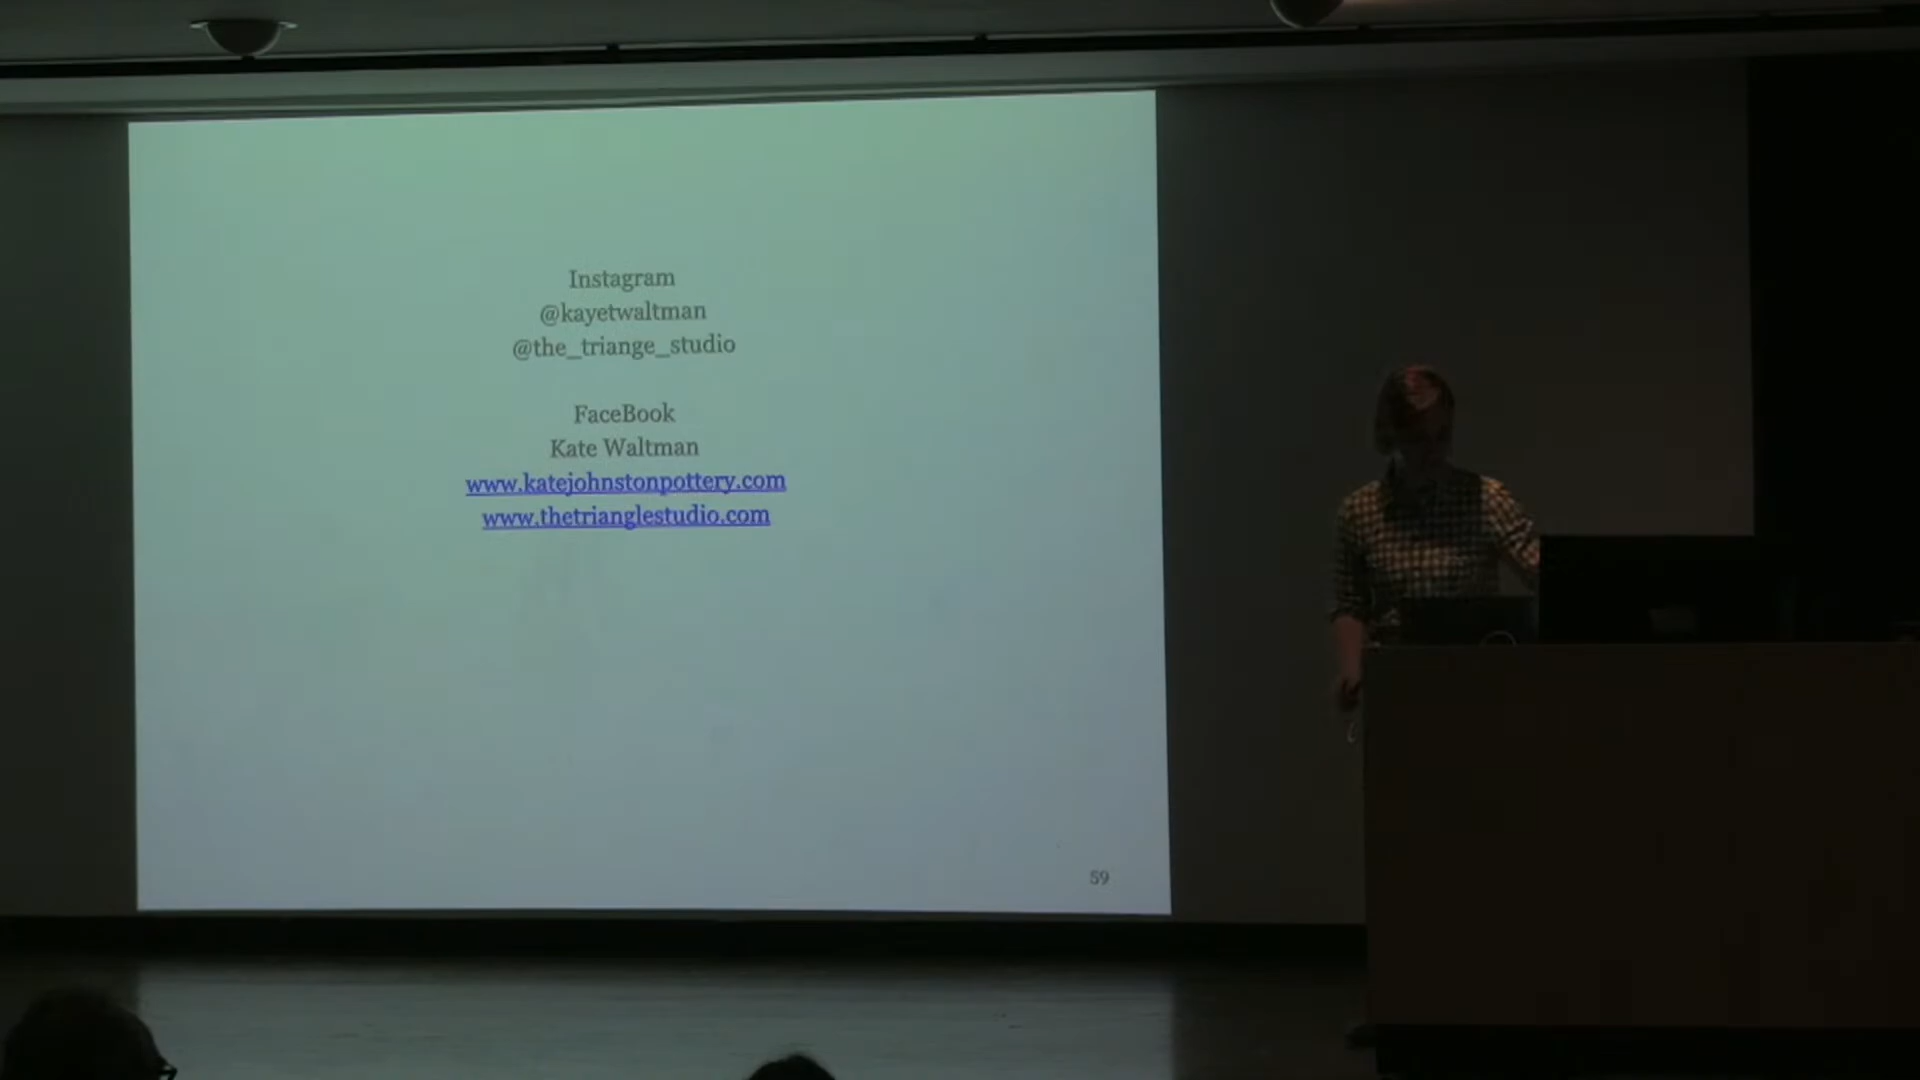 Instagram
@kayetwaltman
@the_triange_studio
FaceBook
Kate Waltman
www.katejohnstonpottery.com
www.thetrianglestudio.com
59